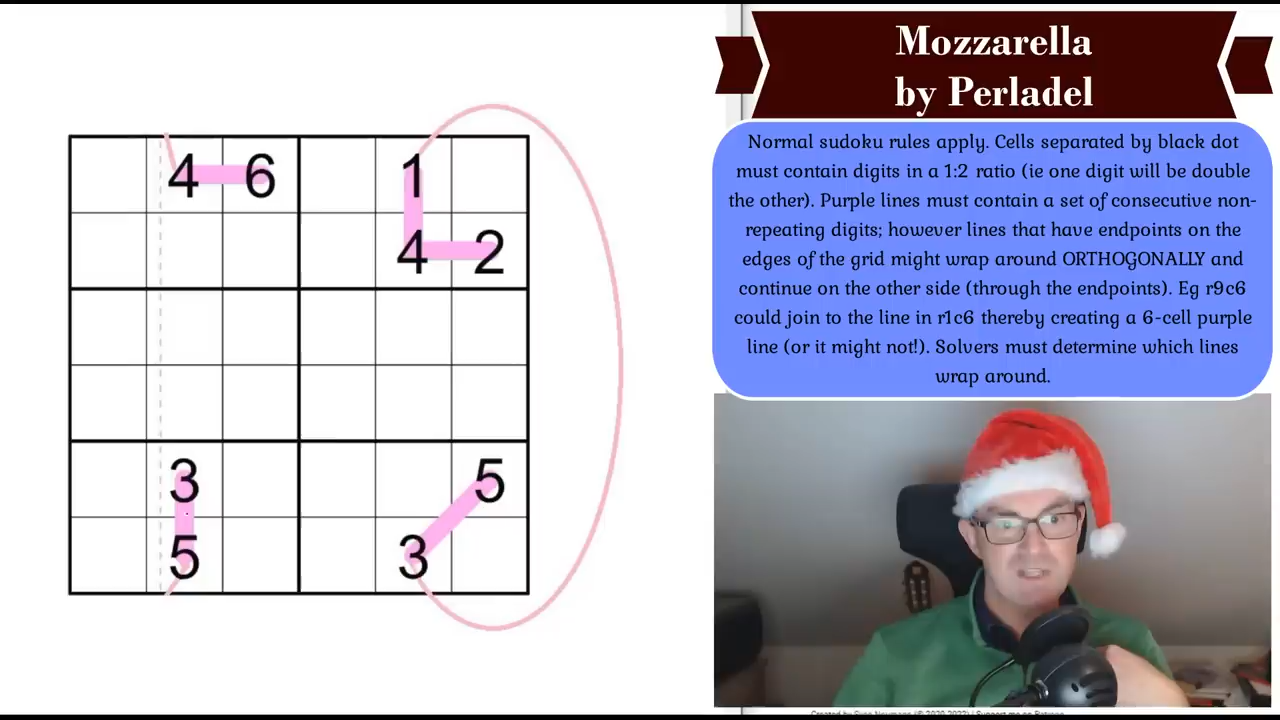 Mozzarella
by Perladel
Normal sudoku rules apply. Cells separated by black dot
must contain digits in a 1:2 ratio (ie one digit will be double
the other). Purple lines must contain a set of consecutive non-
repeating digits; however lines that have endpoints on the
edges of the grid might wrap around ORTHOGONALLY and
continue on the other side (through the endpoints). Eg r9c6
could join to the line in r1c6 thereby creating a 6-cell purple
line (or it might not!). Solvers must determine which lines
wrap around.
4 6 1
4 2
3 5
5 3